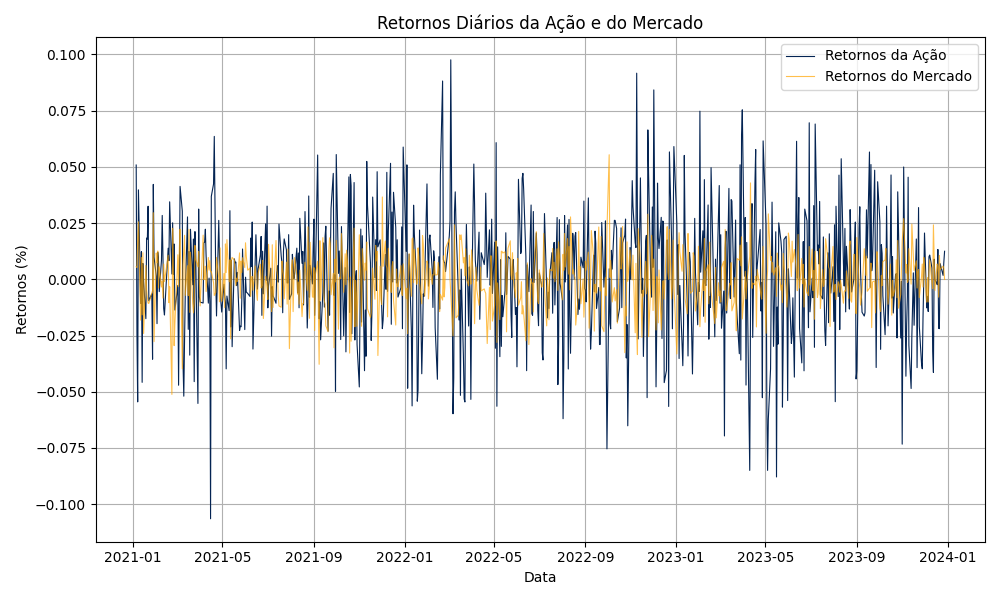 Retornos Diários da Ação e do Mercado
Retornos da Ação
Retornos do Mercado
Retornos (%)
0.100
0.075
0.050
0.025
0.000
−0.025
−0.050
−0.075
−0.100
2021-01 2021-05 2021-09 2022-01 2022-05 2022-09 2023-01 2023-05 2023-09 2024-01
Data